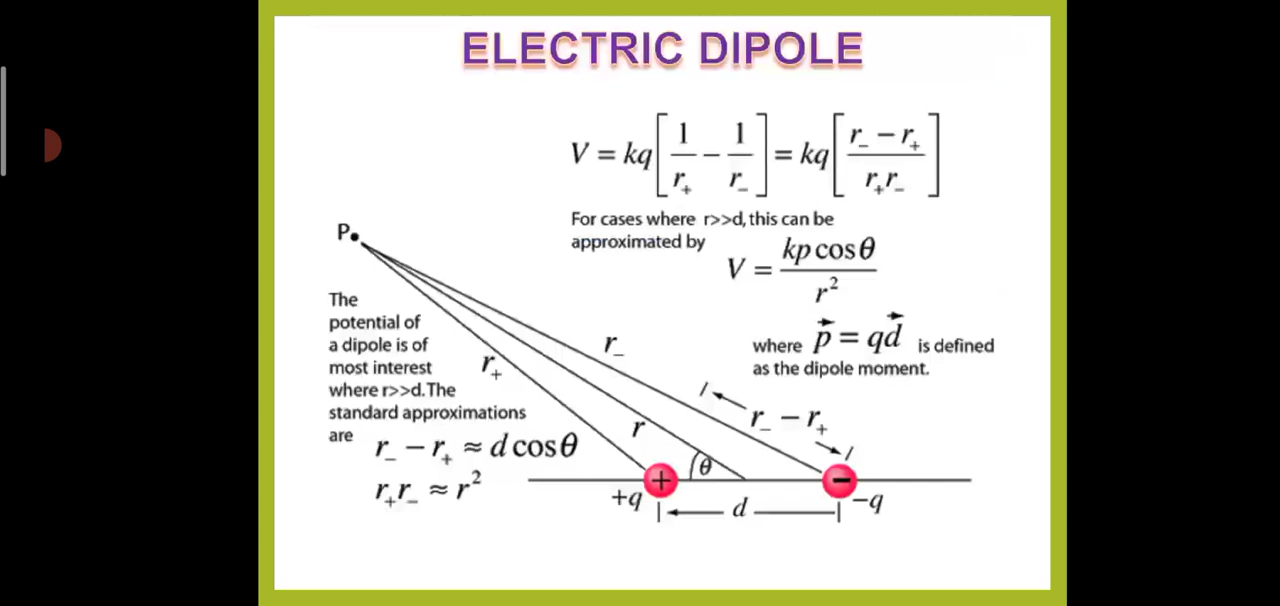 ELECTRIC DIPOLE
V = kq[1/r₊ − 1/r₋] = kq[(r₋ − r₊)/(r₊r₋)]
For cases where r>>d, this can be
approximated by
V = kp cosθ / r²
where p⃗ = qd⃗ is defined
as the dipole moment.
P
The
potential of
a dipole is of
most interest
where r>>d. The
standard approximations
are
r₋ − r₊ ≈ d cosθ
r₊r₋ ≈ r²
r₋
r₊
r
r₋ − r₊
θ
+
−
+q
d
−q